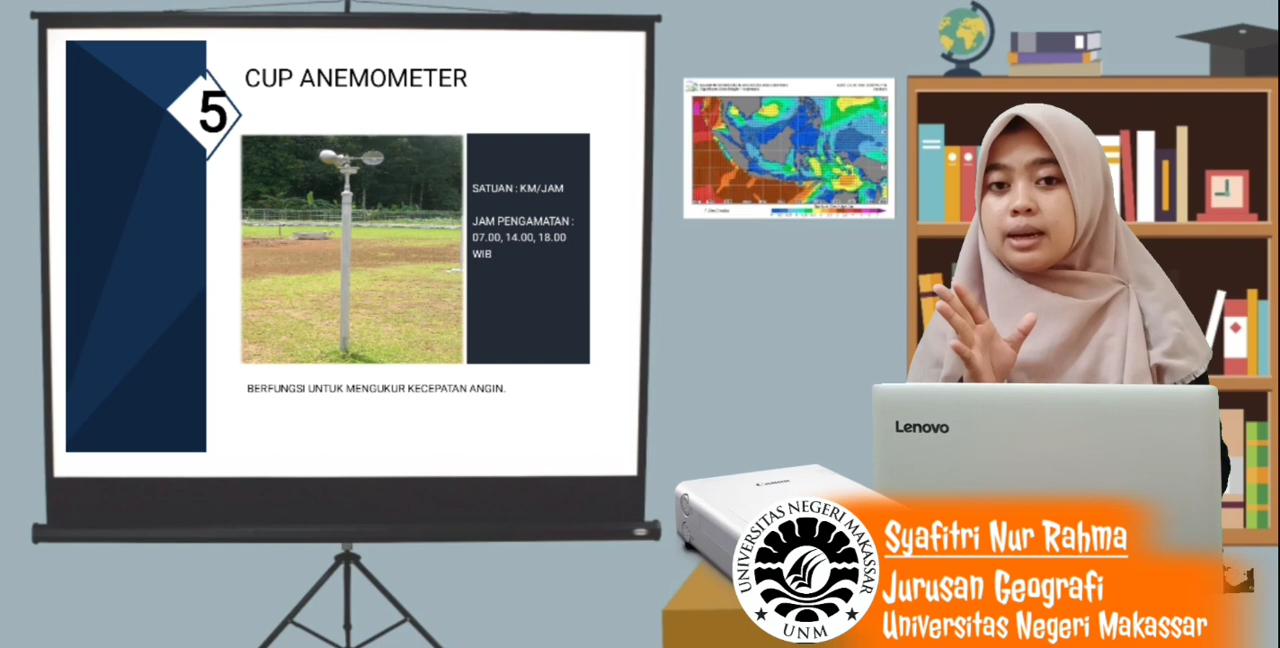 5
CUP ANEMOMETER
SATUAN : KM/JAM
JAM PENGAMATAN :
07.00, 14.00, 18.00
WIB
BERFUNGSI UNTUK MENGUKUR KECEPATAN ANGIN.
Lenovo
Canon
UNIVERSITAS NEGERI MAKASSAR
UNM
Syafitri Nur Rahma
Jurusan Geografi
Universitas Negeri Makassar